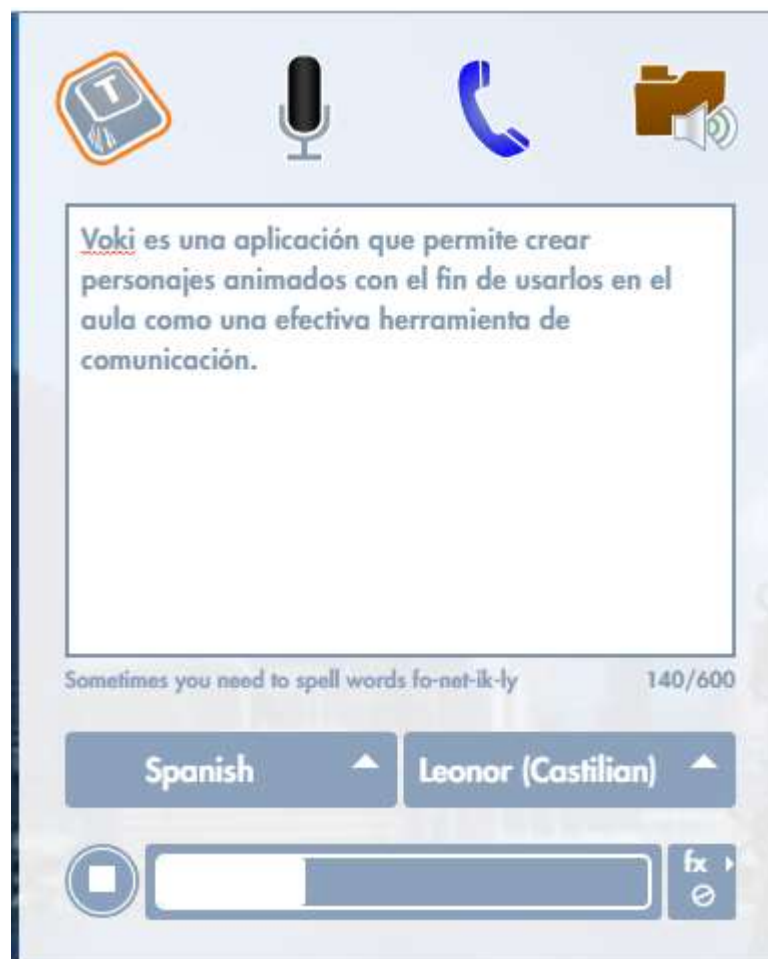 T
Voki es una aplicación que permite crear
personajes animados con el fin de usarlos en el
aula como una efectiva herramienta de
comunicación.
Sometimes you need to spell words fo-net-ik-ly 140/600
Spanish Leonor (Castilian)
fx